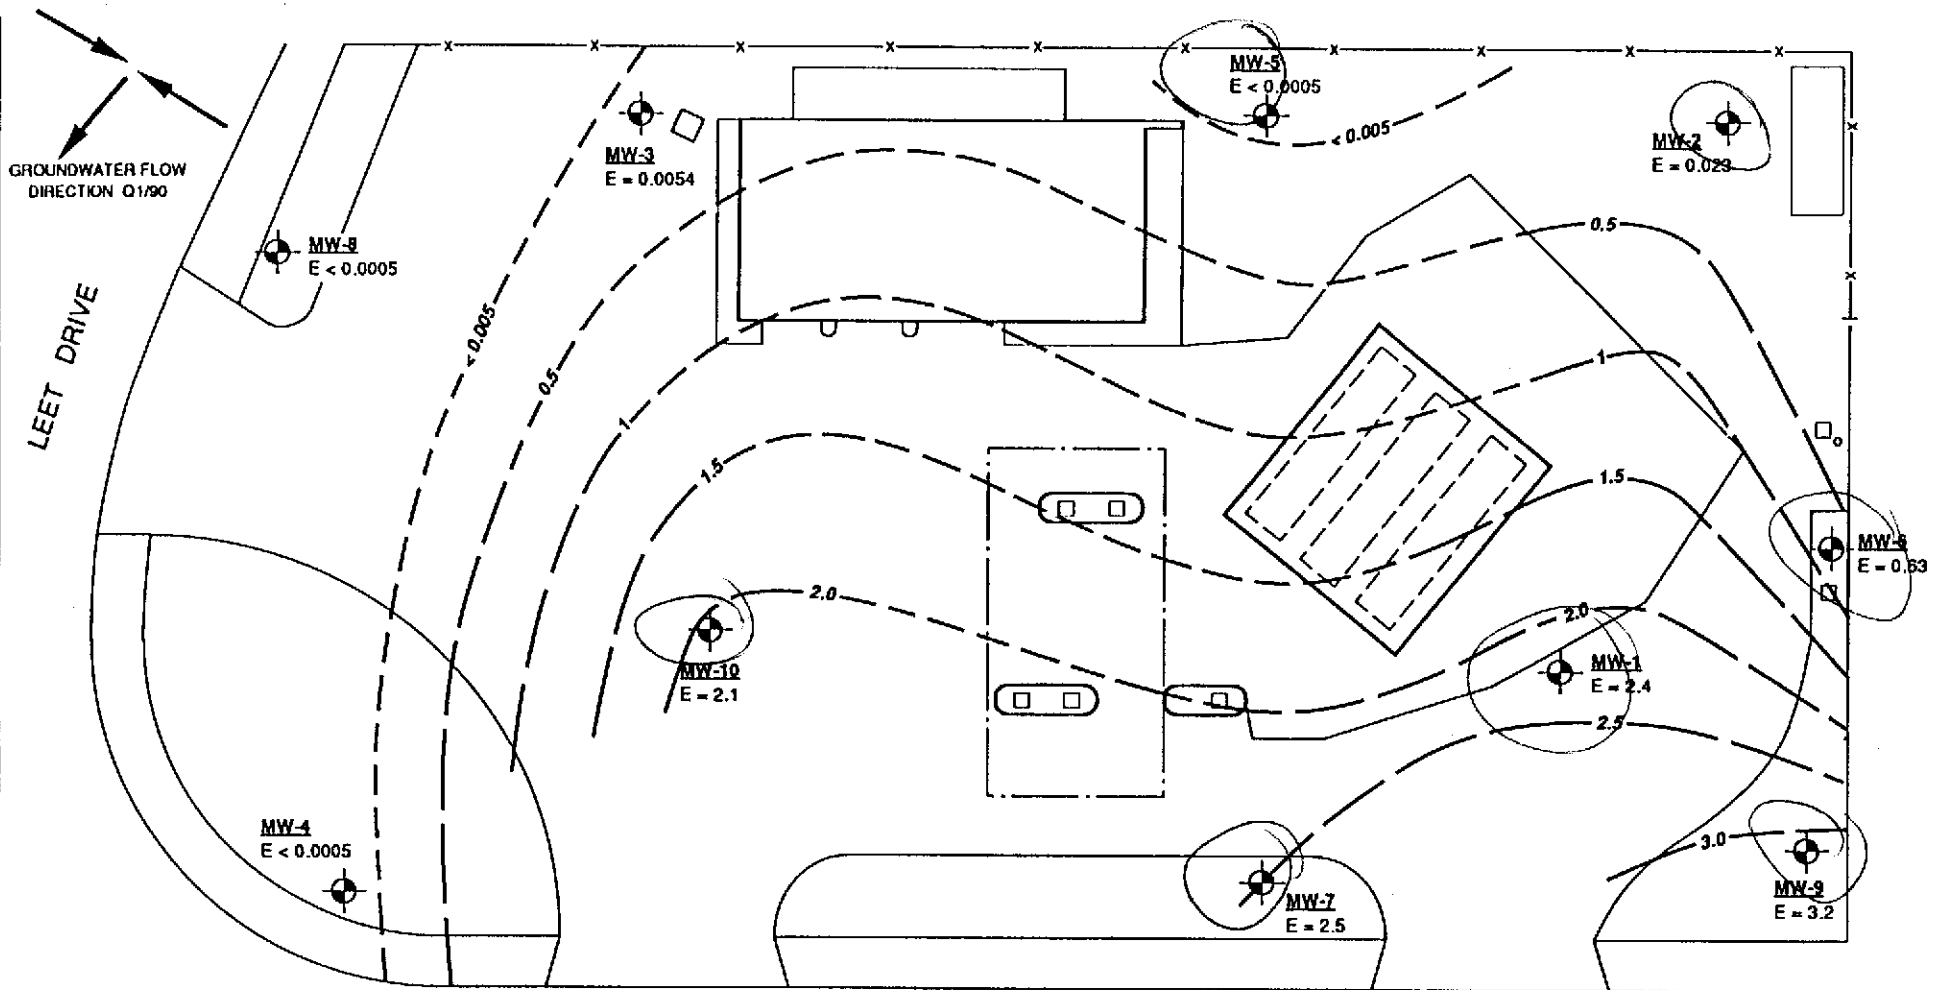 GROUNDWATER FLOW
DIRECTION Q1/90
LEET DRIVE
MW-8
E < 0.0005
MW-3
E = 0.0054
MW-5
E < 0.0005
< 0.005
MW-2
E = 0.023
0.5
< 0.005
0.5
1
1
1.5
1.5
MW-6
E = 0.63
2.0
2.0
MW-10
E = 2.1
MW-1
E = 2.4
2.5
MW-4
E < 0.0005
3.0
MW-7
E = 2.5
MW-9
E = 3.2
x x x x x x x x x x
x
x